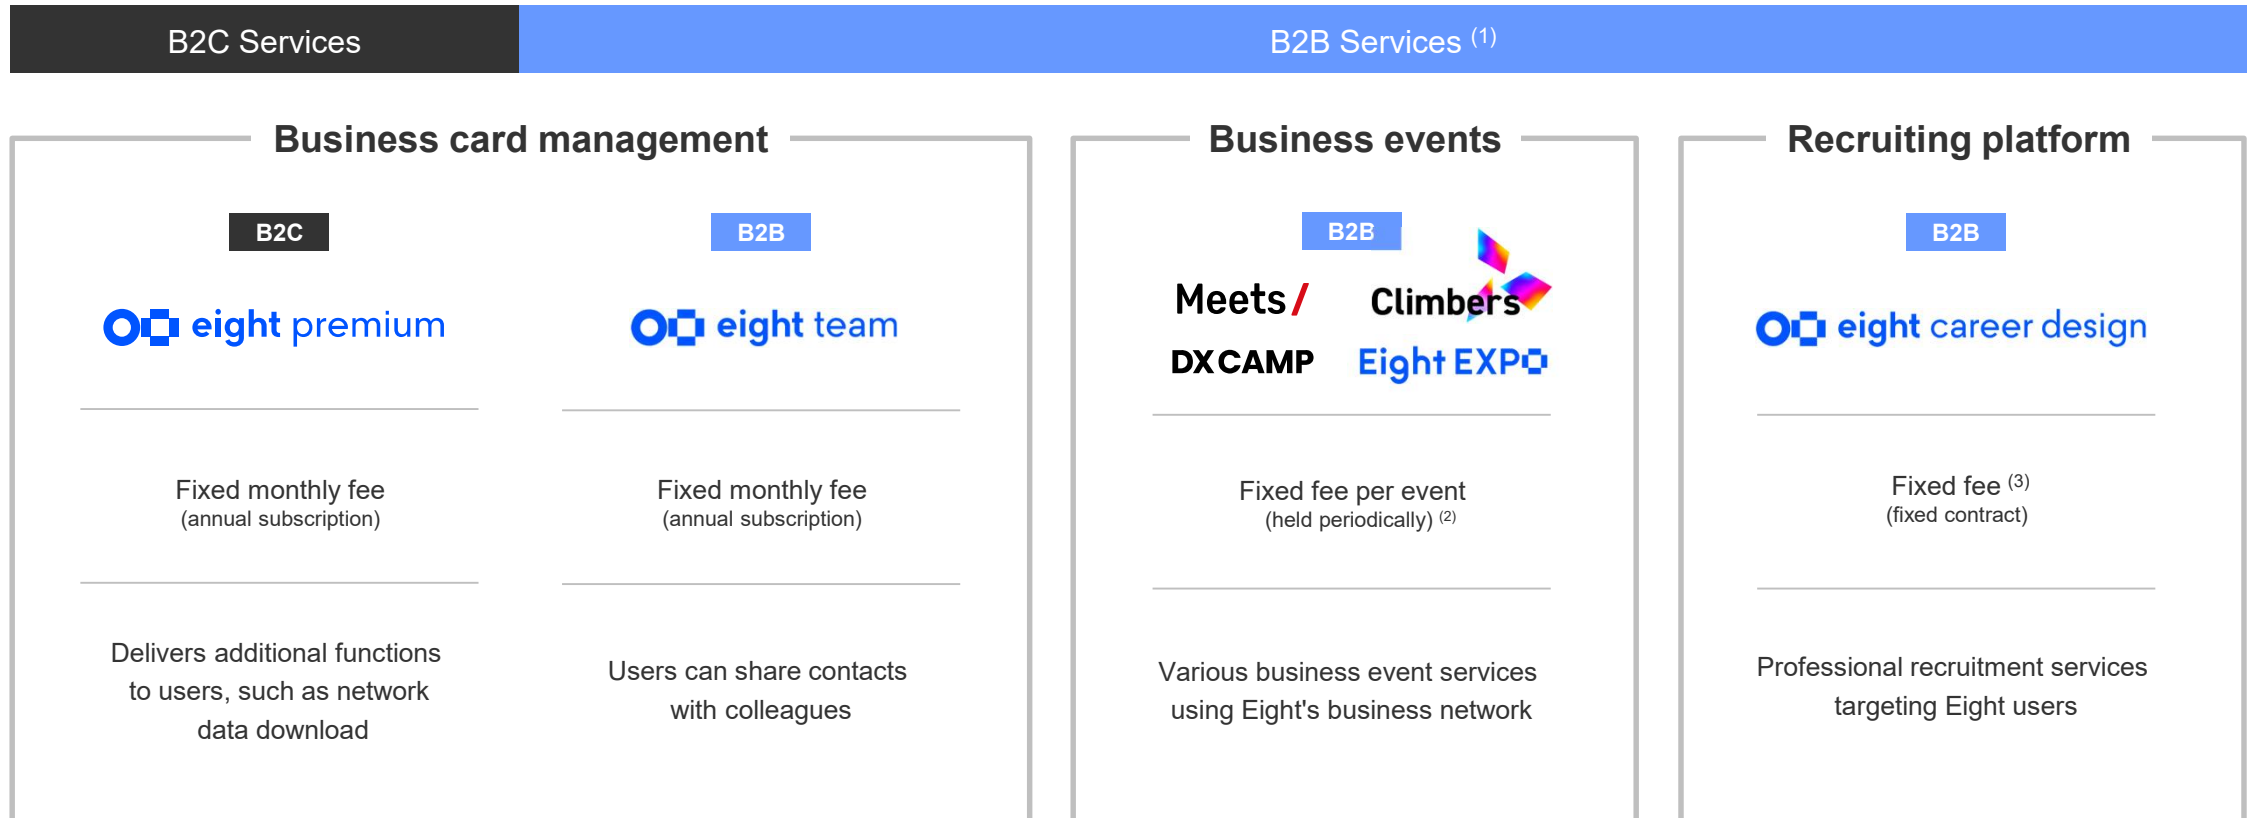 B2C Services
B2B Services (1)
Business card management
B2C
eight premium
Fixed monthly fee
(annual subscription)
Delivers additional functions
to users, such as network
data download
B2B
eight team
Fixed monthly fee
(annual subscription)
Users can share contacts
with colleagues
Business events
B2B
Meets/
Climbers
DX CAMP
Eight EXPO
Fixed fee per event
(held periodically) (2)
Various business event services
using Eight's business network
Recruiting platform
B2B
eight career design
Fixed fee (3)
(fixed contract)
Professional recruitment services
targeting Eight users